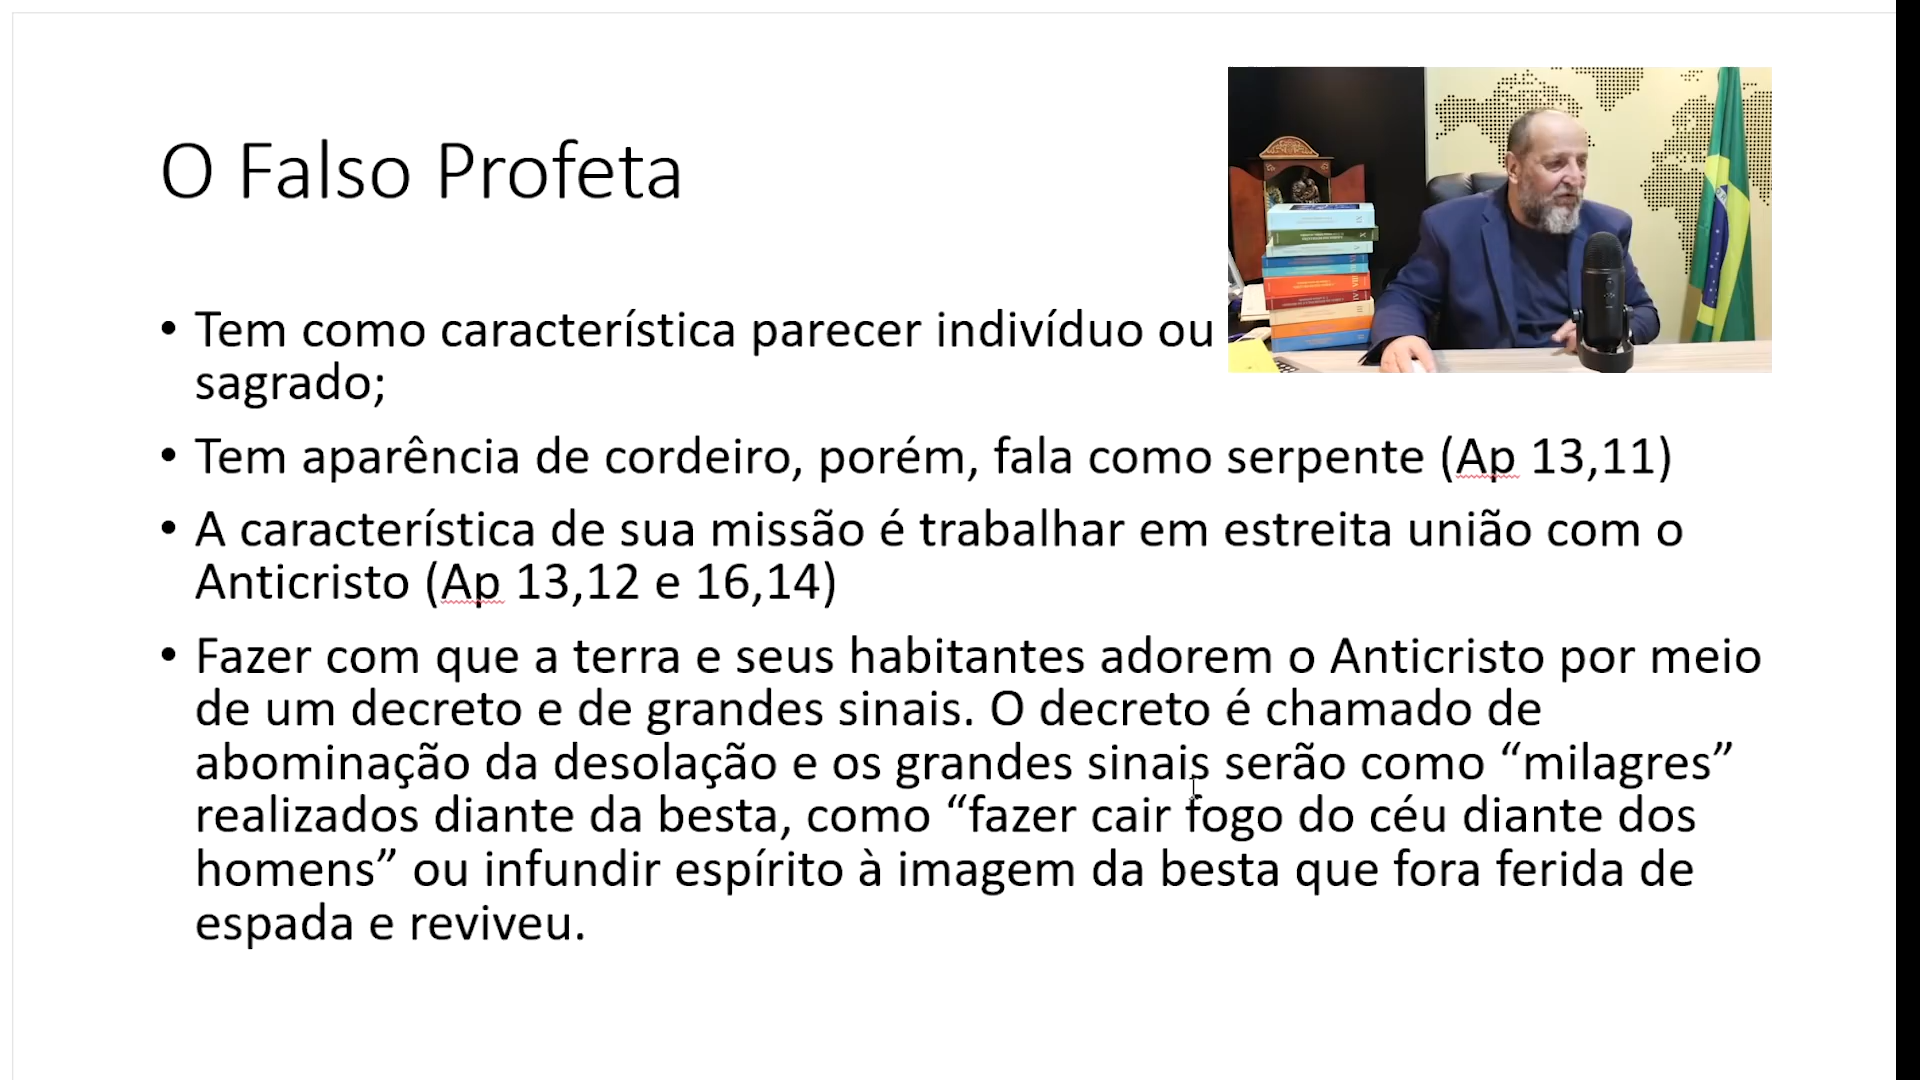 O Falso Profeta
• Tem como característica parecer indivíduo ou
sagrado;
• Tem aparência de cordeiro, porém, fala como serpente (Ap 13,11)
• A característica de sua missão é trabalhar em estreita união com o
Anticristo (Ap 13,12 e 16,14)
• Fazer com que a terra e seus habitantes adorem o Anticristo por meio
de um decreto e de grandes sinais. O decreto é chamado de
abominação da desolação e os grandes sinais serão como “milagres”
realizados diante da besta, como “fazer cair fogo do céu diante dos
homens” ou infundir espírito à imagem da besta que fora ferida de
espada e reviveu.